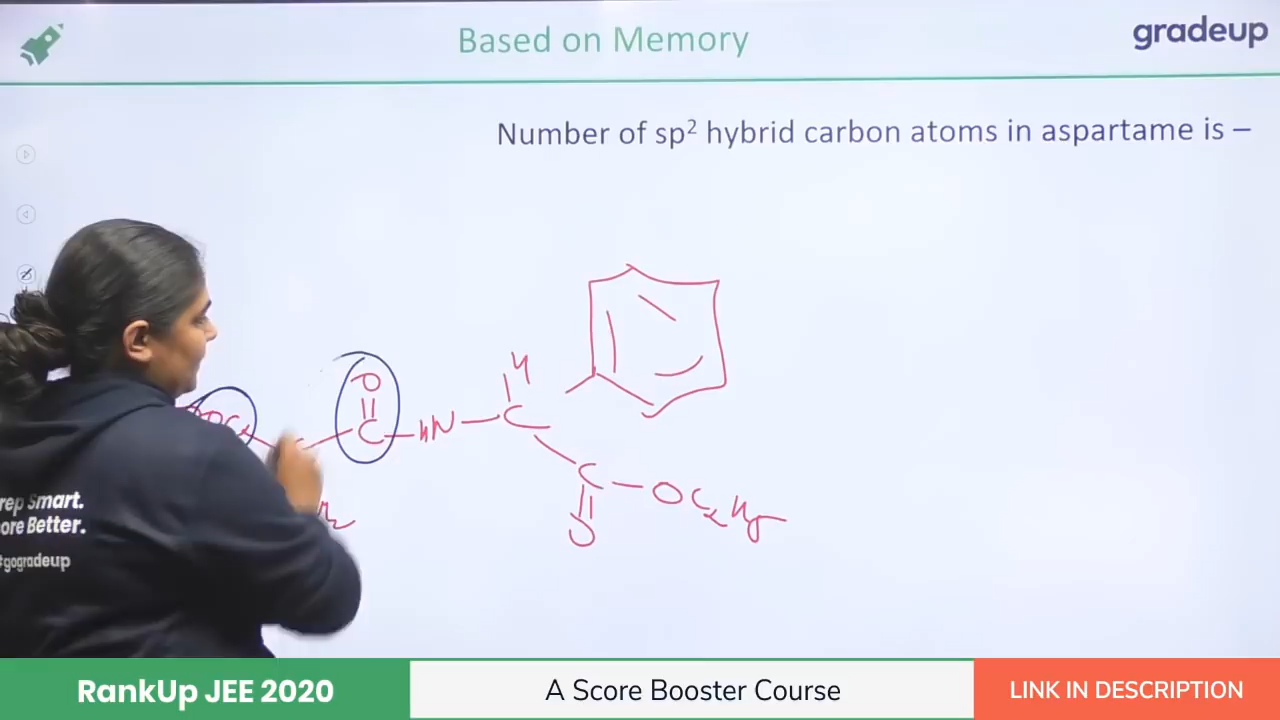 gradeup
Based on Memory
Number of sp² hybrid carbon atoms in aspartame is –
H
O
C
HN
C
C
O
OC₂H₅
rep Smart.
ore Better.
#gogradeup
RankUp JEE 2020
A Score Booster Course
LINK IN DESCRIPTION